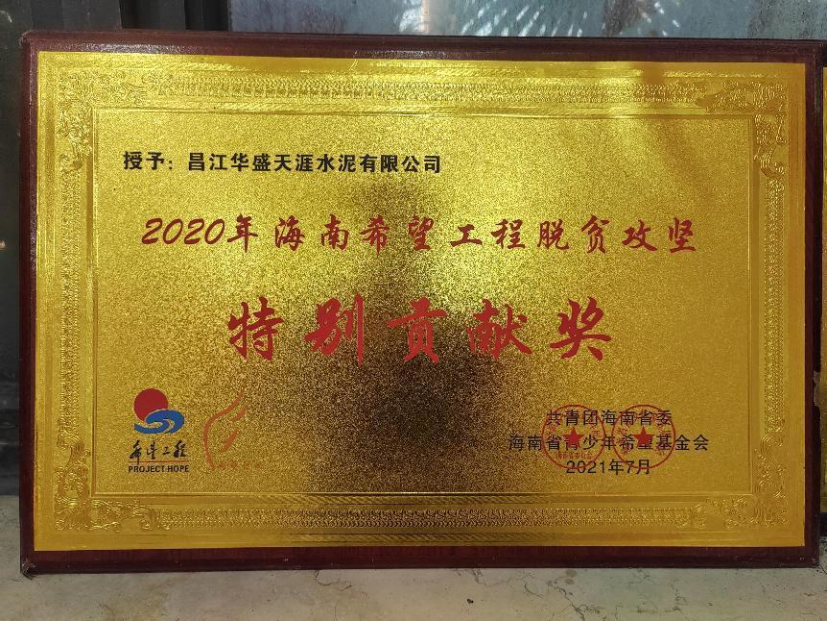 授予：昌江华盛天涯水泥有限公司
2020年海南希望工程脱贫攻坚
特别贡献奖
希望工程
PROJECT HOPE
共青团海南省委
海南省青少年希望基金会
2021年7月